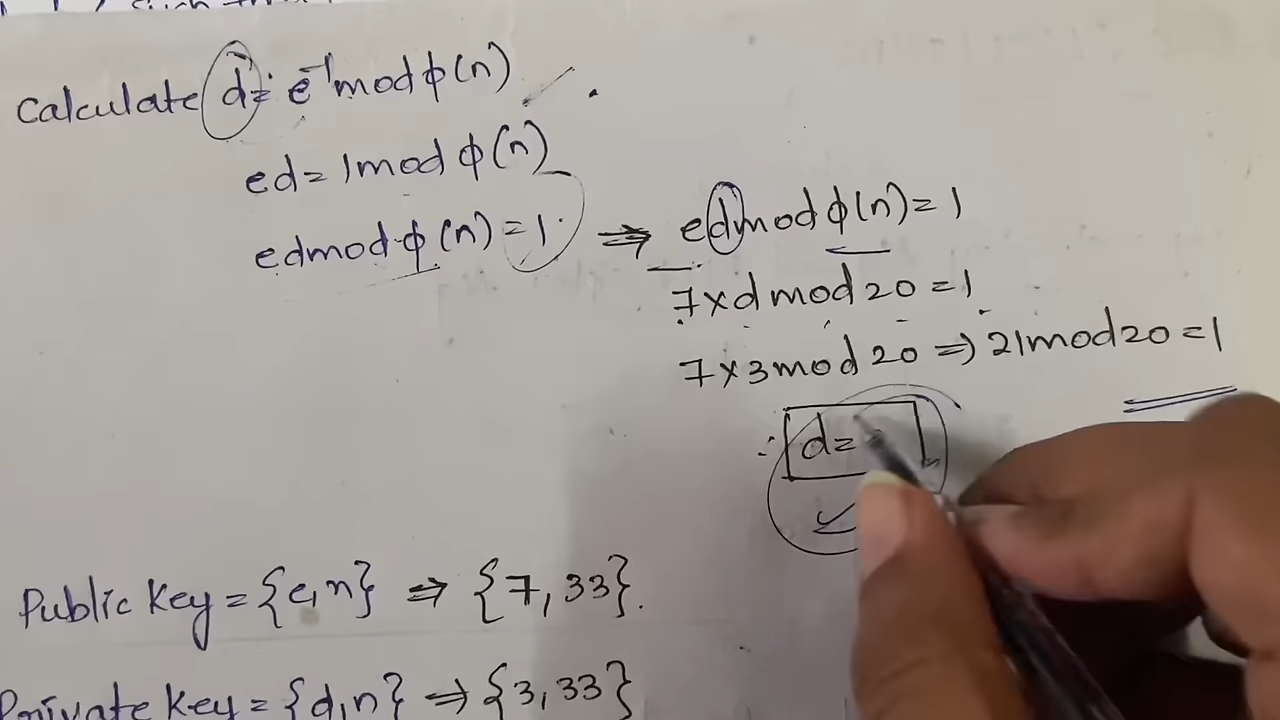 Calculate d = e⁻¹ mod ϕ(n)
ed = 1 mod ϕ(n)
ed mod ϕ(n) = 1 ⇒ ed mod ϕ(n) = 1
7 x d mod 20 = 1
7 x 3 mod 20 ⇒ 21 mod 20 = 1
∴ d =
Public Key = {e, n} ⇒ {7, 33}.
Private Key = {d, n} ⇒ {3, 33}